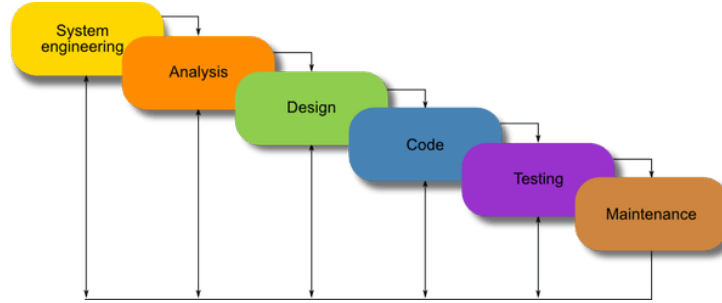 System
engineering
Analysis
Design
Code
Testing
Maintenance